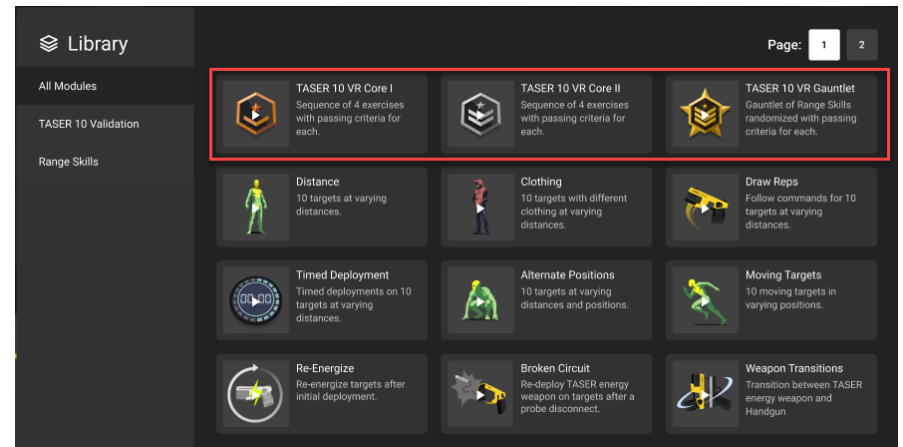 Library
Page: 1 2
All Modules
TASER 10 Validation
Range Skills
TASER 10 VR Core I
Sequence of 4 exercises
with passing criteria for
each.
TASER 10 VR Core II
Sequence of 4 exercises
with passing criteria for
each.
TASER 10 VR Gauntlet
Gauntlet of Range Skills
randomized with passing
criteria for each.
Distance
10 targets at varying
distances.
Clothing
10 targets with different
clothing at varying
distances.
Draw Reps
Follow commands for 10
targets at varying
distances.
00:00
Timed Deployment
Timed deployments on 10
targets at varying
distances.
Alternate Positions
10 targets at varying
distances and positions.
Moving Targets
10 moving targets in
varying positions.
Re-Energize
Re-energize targets after
initial deployment.
Broken Circuit
Re-deploy TASER energy
weapon on targets after a
probe disconnect.
Weapon Transitions
Transition between TASER
energy weapon and
Handgun